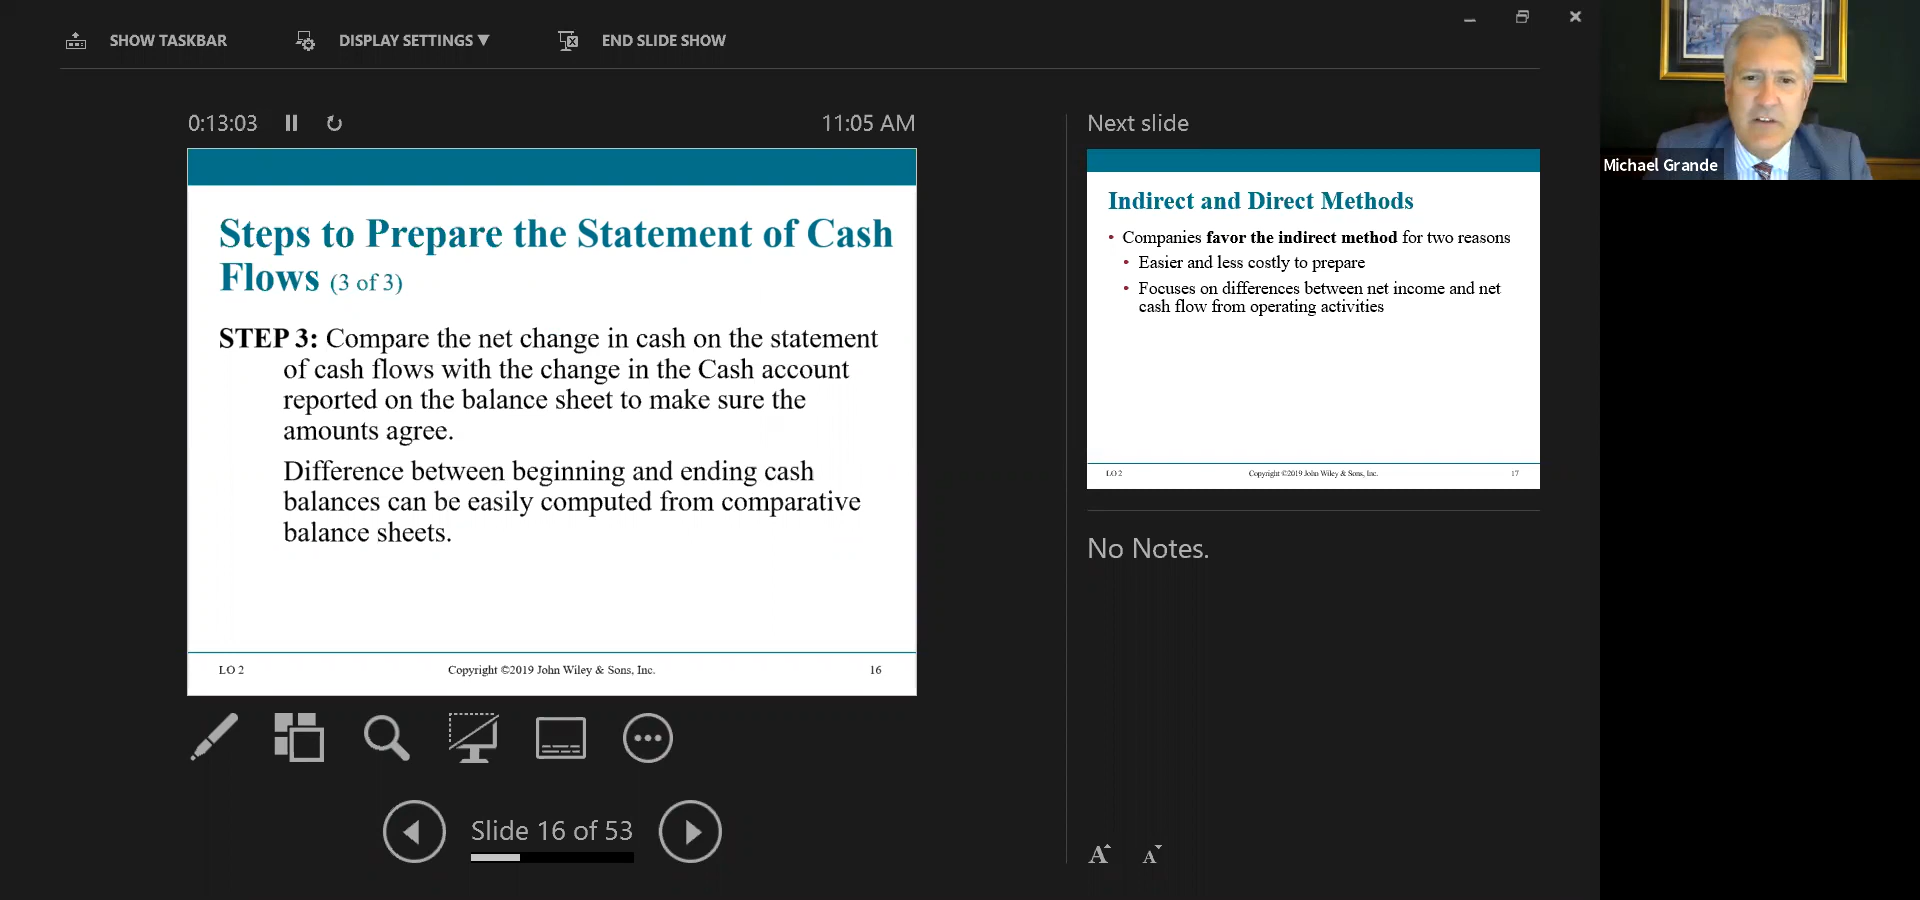 SHOW TASKBAR
DISPLAY SETTINGS ▼
END SLIDE SHOW
0:13:03
11:05 AM
Steps to Prepare the Statement of Cash
Flows (3 of 3)
STEP 3: Compare the net change in cash on the statement
of cash flows with the change in the Cash account
reported on the balance sheet to make sure the
amounts agree.
Difference between beginning and ending cash
balances can be easily computed from comparative
balance sheets.
LO 2
Copyright ©2019 John Wiley & Sons, Inc.
16
Slide 16 of 53
Next slide
Indirect and Direct Methods
• Companies favor the indirect method for two reasons
• Easier and less costly to prepare
• Focuses on differences between net income and net
cash flow from operating activities
LO 2
Copyright ©2019 John Wiley & Sons, Inc.
17
No Notes.
A A
Michael Grande